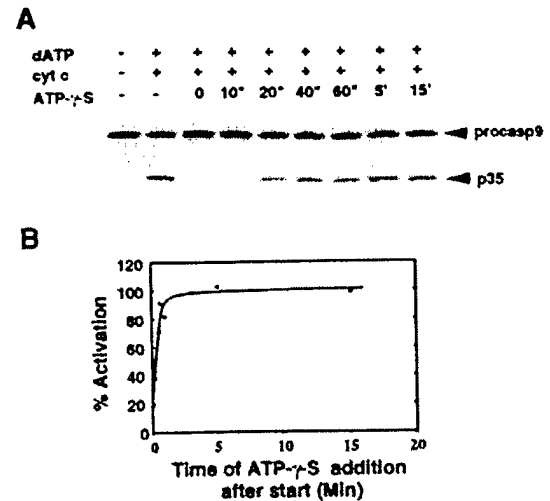 A
dATP - + + + + + + + +
cyt c - + + + + + + + +
ATP-γ-S - - 0 10" 20" 40" 60" 5' 15'
procasp9
p35
B
120
100
80
60
40
20
0
% Activation
0 5 10 15 20
Time of ATP-γ-S addition
after start (Min)